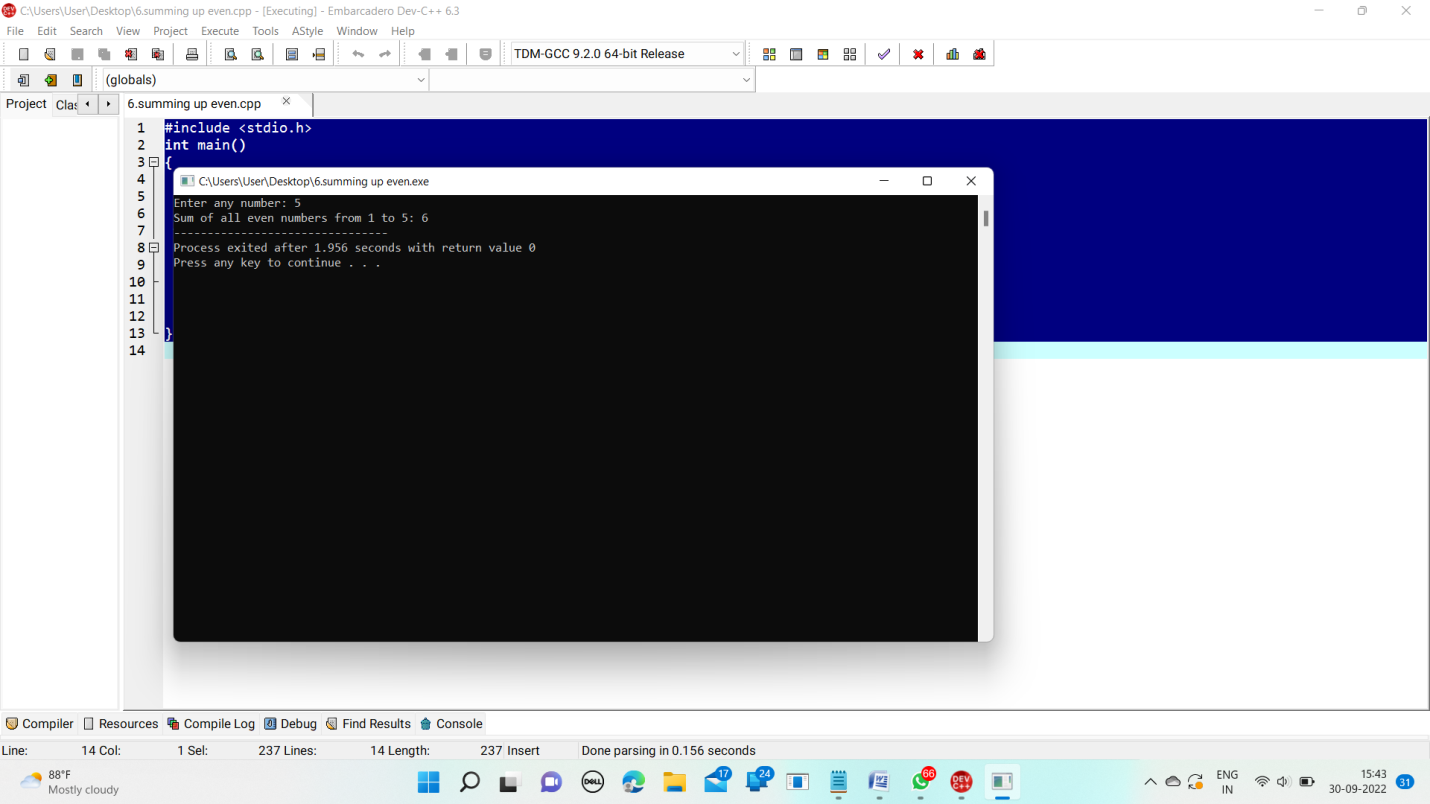 C:\Users\User\Desktop\6.summing up even.cpp - [Executing] - Embarcadero Dev-C++ 6.3
File Edit Search View Project Execute Tools AStyle Window Help
TDM-GCC 9.2.0 64-bit Release
(globals)
Project Clas 6.summing up even.cpp
1 #include <stdio.h>
2 int main()
3 {
4
5
6
7
8
9
10
11
12
13 }
14
C:\Users\User\Desktop\6.summing up even.exe
Enter any number: 5
Sum of all even numbers from 1 to 5: 6
--------------------------------
Process exited after 1.956 seconds with return value 0
Press any key to continue . . .
Compiler Resources Compile Log Debug Find Results Console
Line: 14 Col: 1 Sel: 237 Lines: 14 Length: 237 Insert Done parsing in 0.156 seconds
88°F
Mostly cloudy
DELL
17
24
66
DEV C++
ENG
IN
15:43
30-09-2022
31